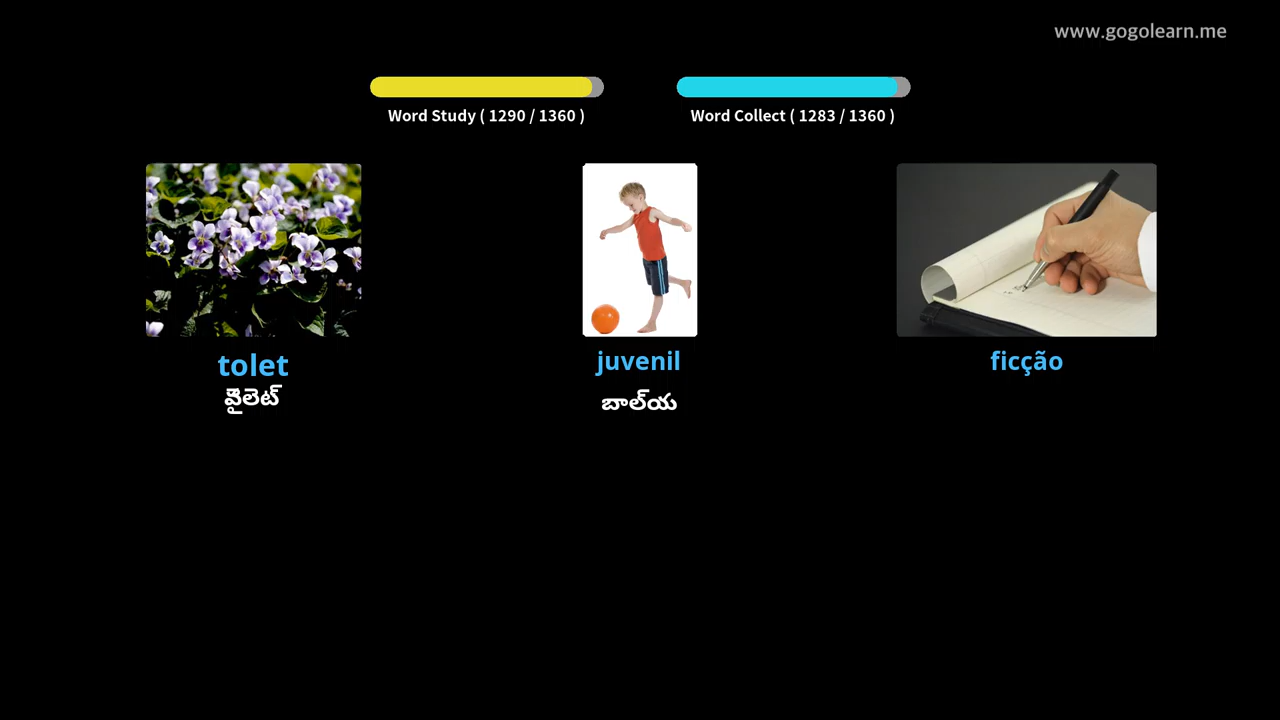 www.gogolearn.me
Word Study ( 1290 / 1360 )
Word Collect ( 1283 / 1360 )
tolet
వైలెట్
juvenil
బాల్య
ficção